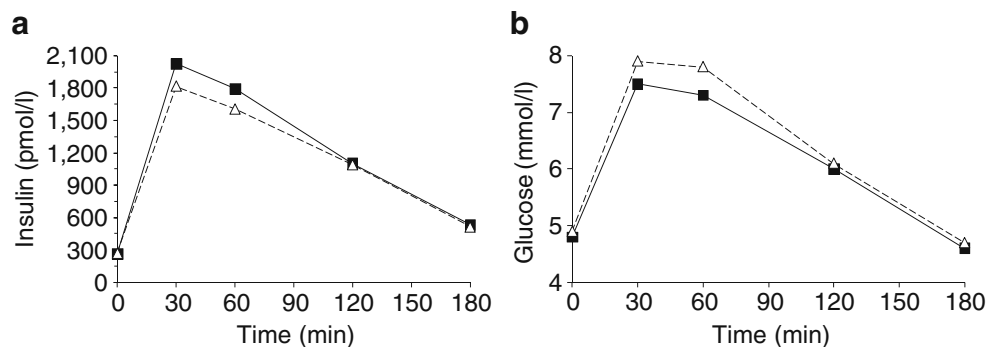 a
Insulin (pmol/l)
2,100
1,800
1,500
1,200
900
600
300
0
0 30 60 90 120 150 180
Time (min)
b
Glucose (mmol/l)
8
7
6
5
4
0 30 60 90 120 150 180
Time (min)